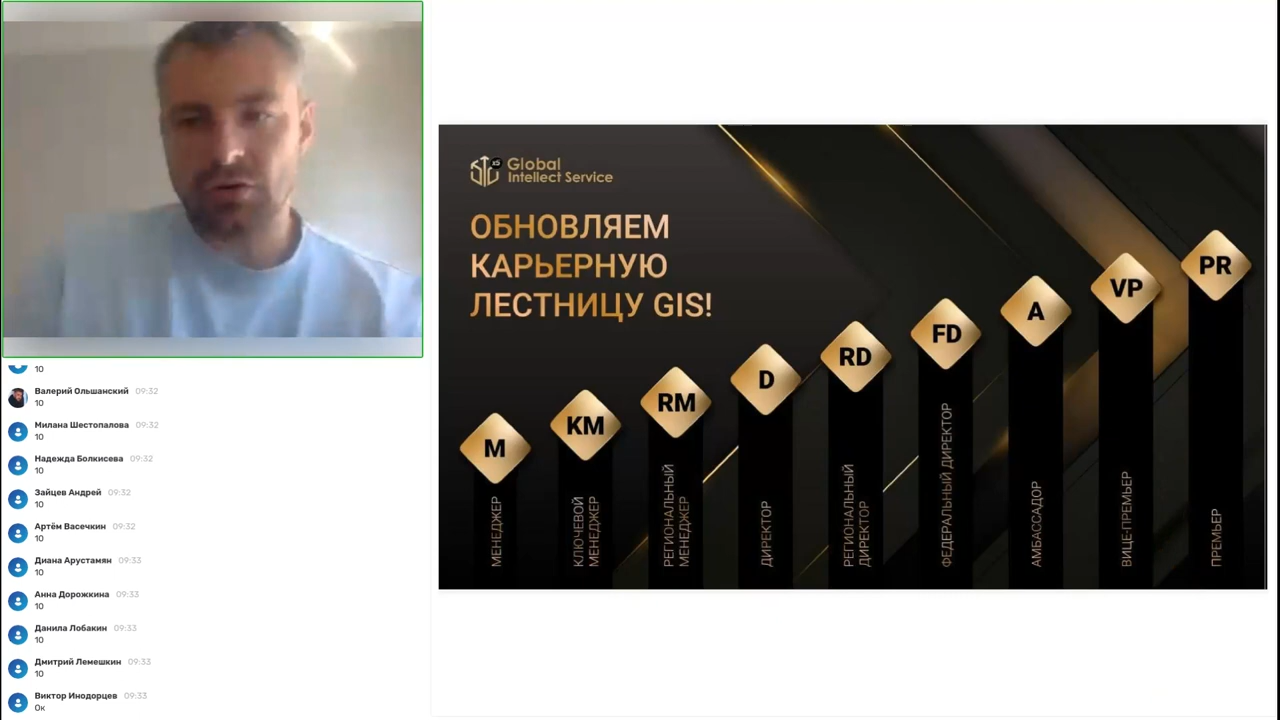 10
Валерий Ольшанский 09:32
10
Милана Шестопалова 09:32
10
Надежда Болкисева 09:32
10
Зайцев Андрей 09:32
10
Артём Васечкин 09:32
10
Диана Арустамян 09:33
10
Анна Дорожкина 09:33
10
Данила Лобакин 09:33
10
Дмитрий Лемешкин 09:33
10
Виктор Инодорцев 09:33
Ок
x5
Global
Intellect Service
ОБНОВЛЯЕМ
КАРЬЕРНУЮ
ЛЕСТНИЦУ GIS!
M
МЕНЕДЖЕР
KM
КЛЮЧЕВОЙ
МЕНЕДЖЕР
RM
РЕГИОНАЛЬНЫЙ
МЕНЕДЖЕР
D
ДИРЕКТОР
RD
РЕГИОНАЛЬНЫЙ
ДИРЕКТОР
FD
ФЕДЕРАЛЬНЫЙ ДИРЕКТОР
A
АМБАССАДОР
VP
ВИЦЕ-ПРЕМЬЕР
PR
ПРЕМЬЕР